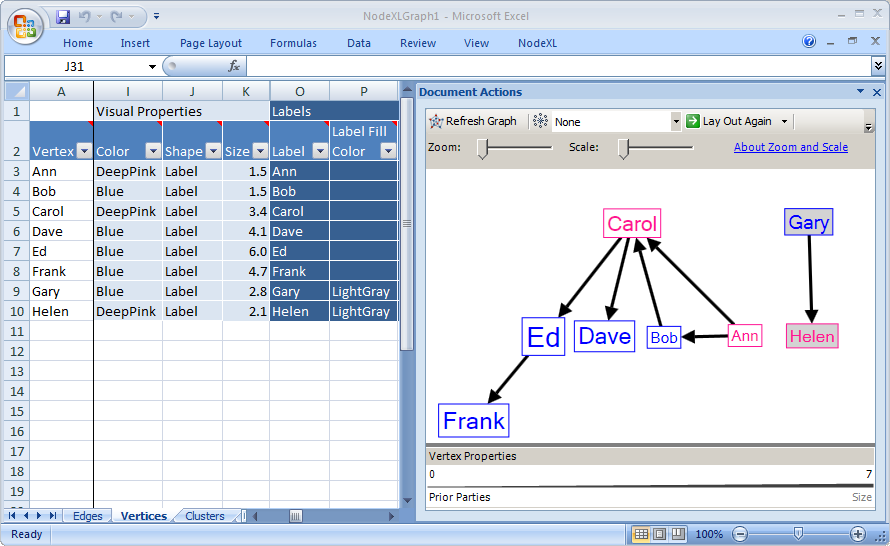 NodeXLGraph1 - Microsoft Excel
Home Insert Page Layout Formulas Data Review View NodeXL
J31 fx
Document Actions
A I J K O P
1 Visual Properties Labels
2 Vertex Color Shape Size Label Label Fill Color
3 Ann DeepPink Label 1.5 Ann
4 Bob Blue Label 1.5 Bob
5 Carol DeepPink Label 3.4 Carol
6 Dave Blue Label 4.1 Dave
7 Ed Blue Label 6.0 Ed
8 Frank Blue Label 4.7 Frank
9 Gary Blue Label 2.8 Gary LightGray
10 Helen DeepPink Label 2.1 Helen LightGray
11
12
13
14
15
16
17
18
19
Edges Vertices Clusters
Refresh Graph None Lay Out Again
Zoom: Scale: About Zoom and Scale
Carol Gary
Ed Dave Bob Ann Helen
Frank
Vertex Properties
0 7
Prior Parties Size
Ready 100%